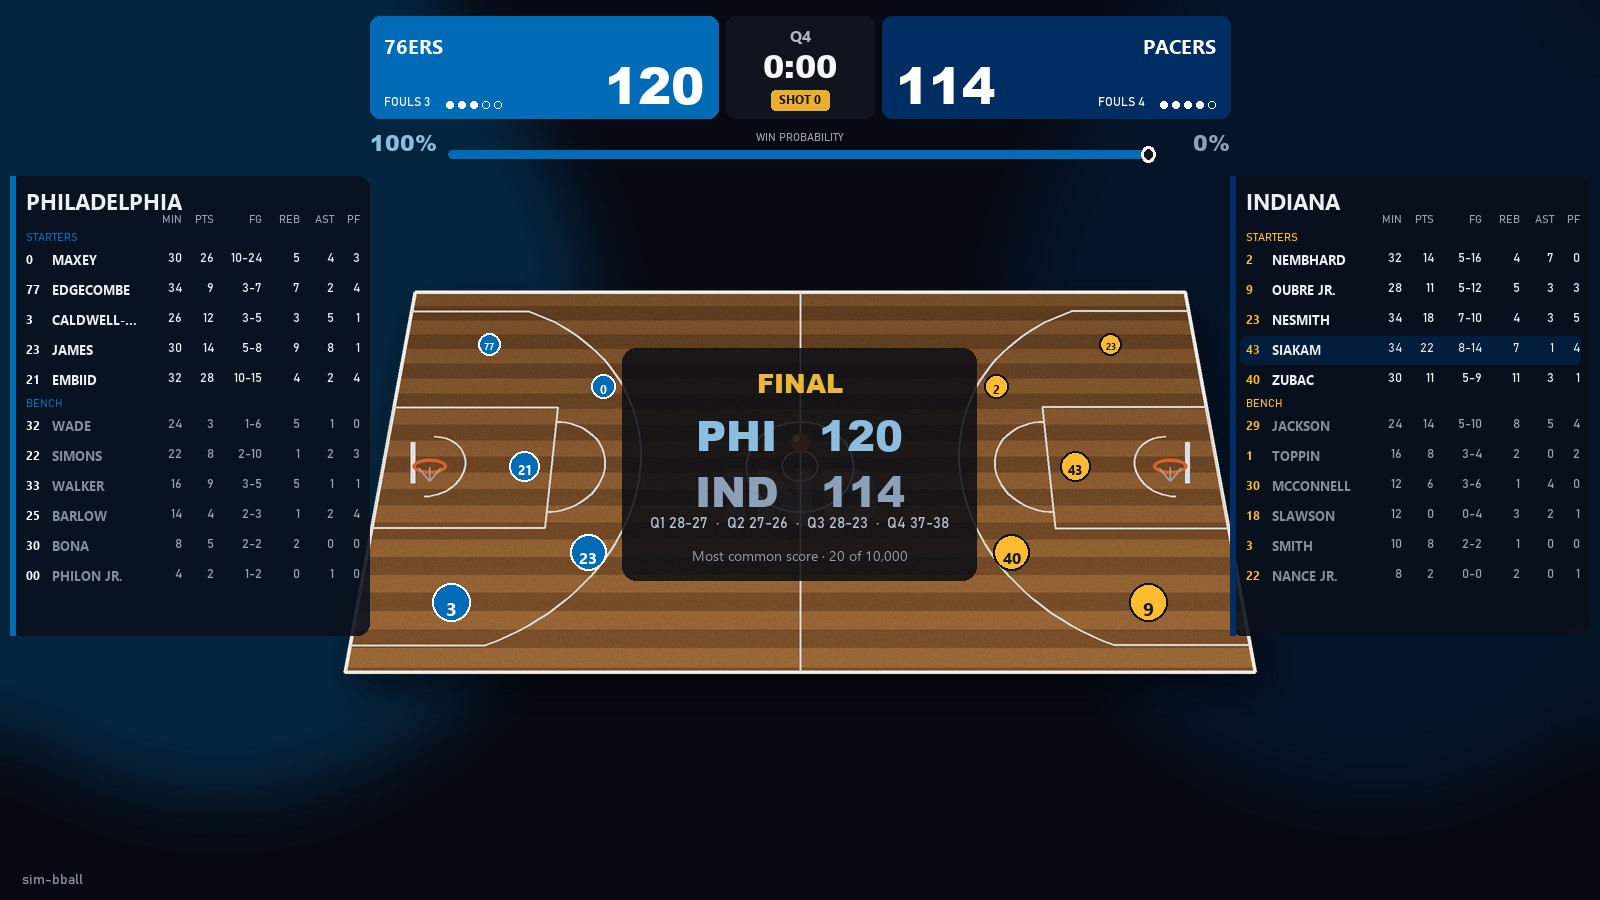 76ERS
120
FOULS 3
Q4
0:00
SHOT 0
PACERS
114
FOULS 4
100%
WIN PROBABILITY
0%
PHILADELPHIA
MIN PTS FG REB AST PF
STARTERS
0 MAXEY 30 26 10-24 5 4 3
77 EDGECOMBE 34 9 3-7 7 2 4
3 CALDWELL-... 26 12 3-5 3 5 1
23 JAMES 30 14 5-8 9 8 1
21 EMBIID 32 28 10-15 4 2 4
BENCH
32 WADE 24 3 1-6 5 1 0
22 SIMONS 22 8 2-10 1 2 3
33 WALKER 16 9 3-5 5 1 1
25 BARLOW 14 4 2-3 1 2 4
30 BONA 8 5 2-2 2 0 0
00 PHILON JR. 4 2 1-2 0 1 0
77
0
21
23
3
FINAL
PHI 120
IND 114
Q1 28-27 · Q2 27-26 · Q3 28-23 · Q4 37-38
Most common score · 20 of 10,000
23
2
43
40
9
INDIANA
MIN PTS FG REB AST PF
STARTERS
2 NEMBHARD 32 14 5-16 4 7 0
9 OUBRE JR. 28 11 5-12 5 3 3
23 NESMITH 34 18 7-10 4 3 5
43 SIAKAM 34 22 8-14 7 1 4
40 ZUBAC 30 11 5-9 11 3 1
BENCH
29 JACKSON 24 14 5-10 8 5 4
1 TOPPIN 16 8 3-4 2 0 2
30 MCCONNELL 12 6 3-6 1 4 0
18 SLAWSON 12 0 0-4 3 2 1
3 SMITH 10 8 2-2 1 0 0
22 NANCE JR. 8 2 0-0 2 0 1
sim-bball